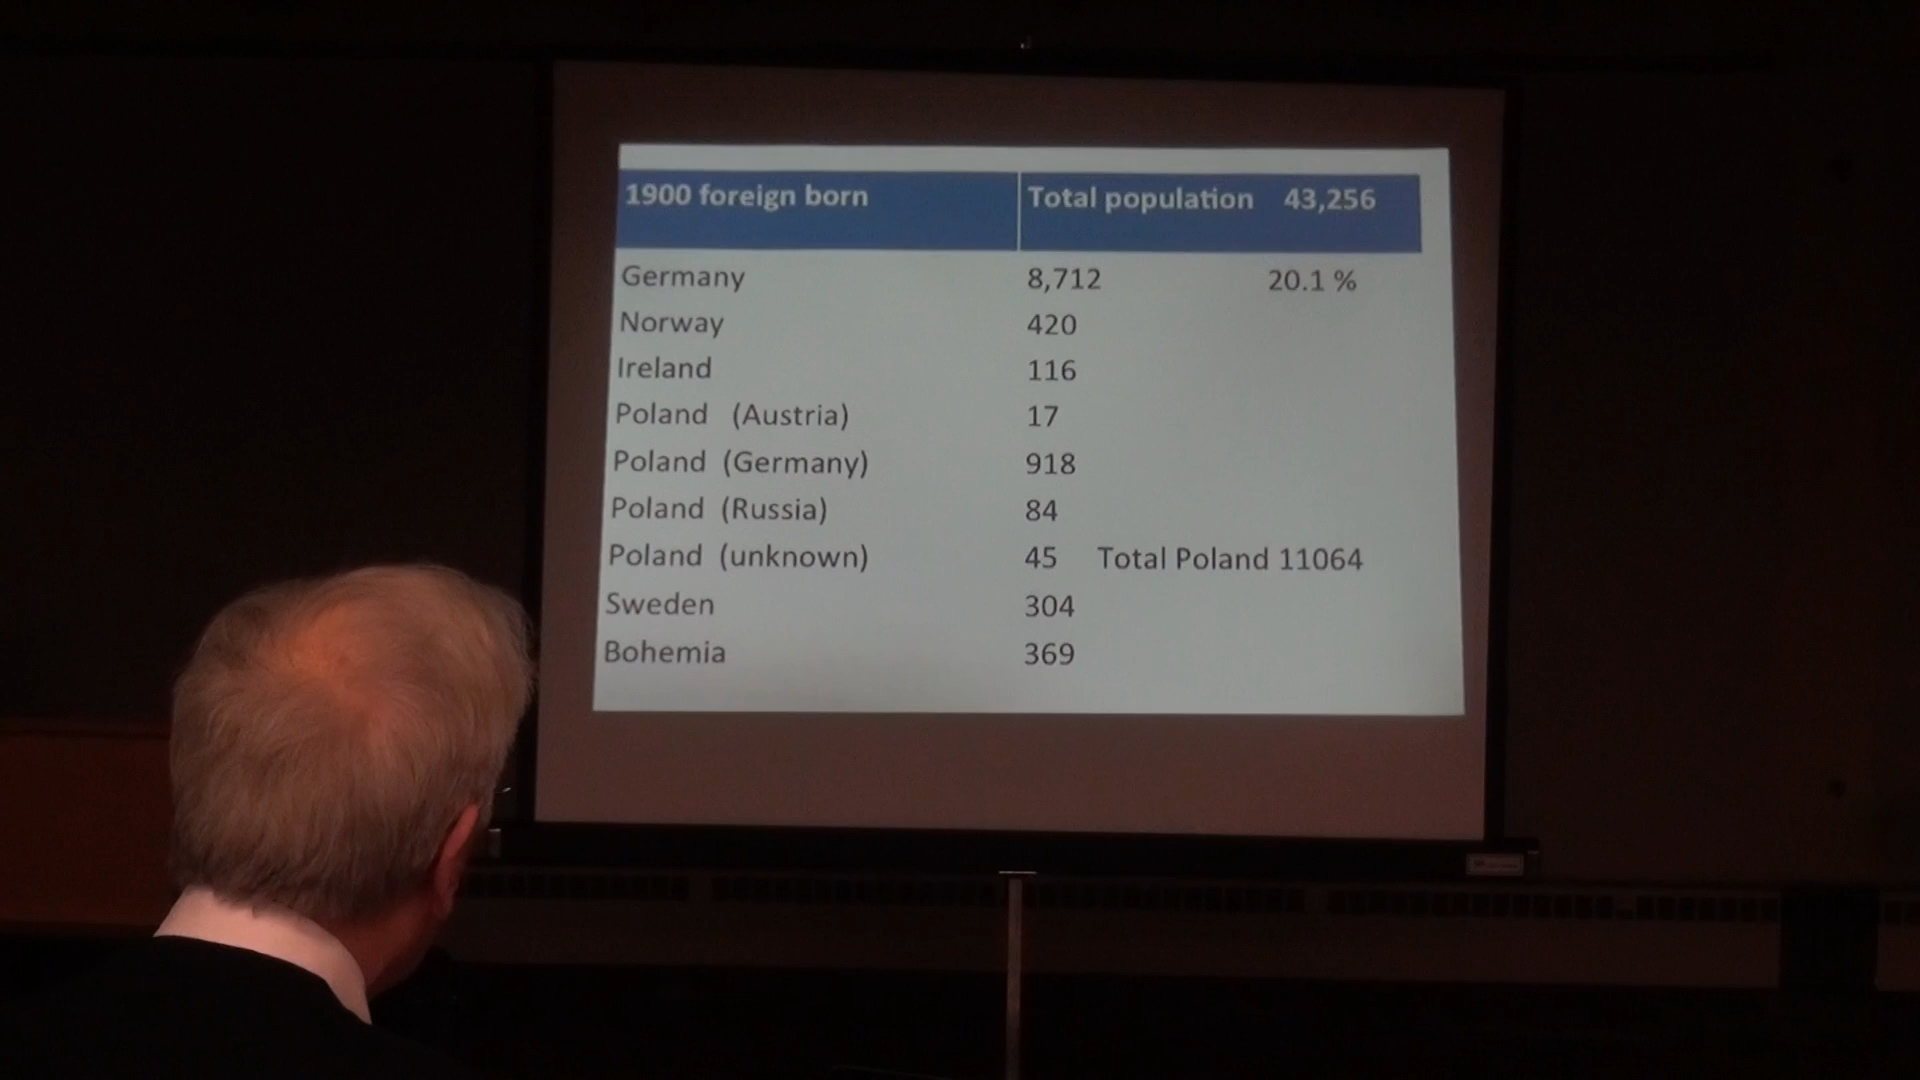 1900 foreign born Total population 43,256
Germany 8,712 20.1 %
Norway 420
Ireland 116
Poland (Austria) 17
Poland (Germany) 918
Poland (Russia) 84
Poland (unknown) 45 Total Poland 11064
Sweden 304
Bohemia 369